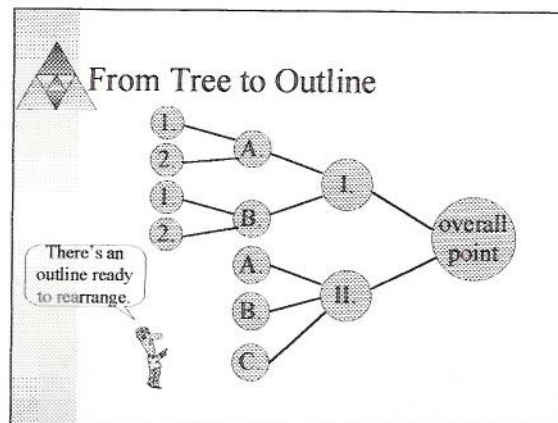 From Tree to Outline
1.
2.
A.
1
2.
B.
I.
A.
B.
C.
II.
overall
point
There's an
outline ready
to rearrange.